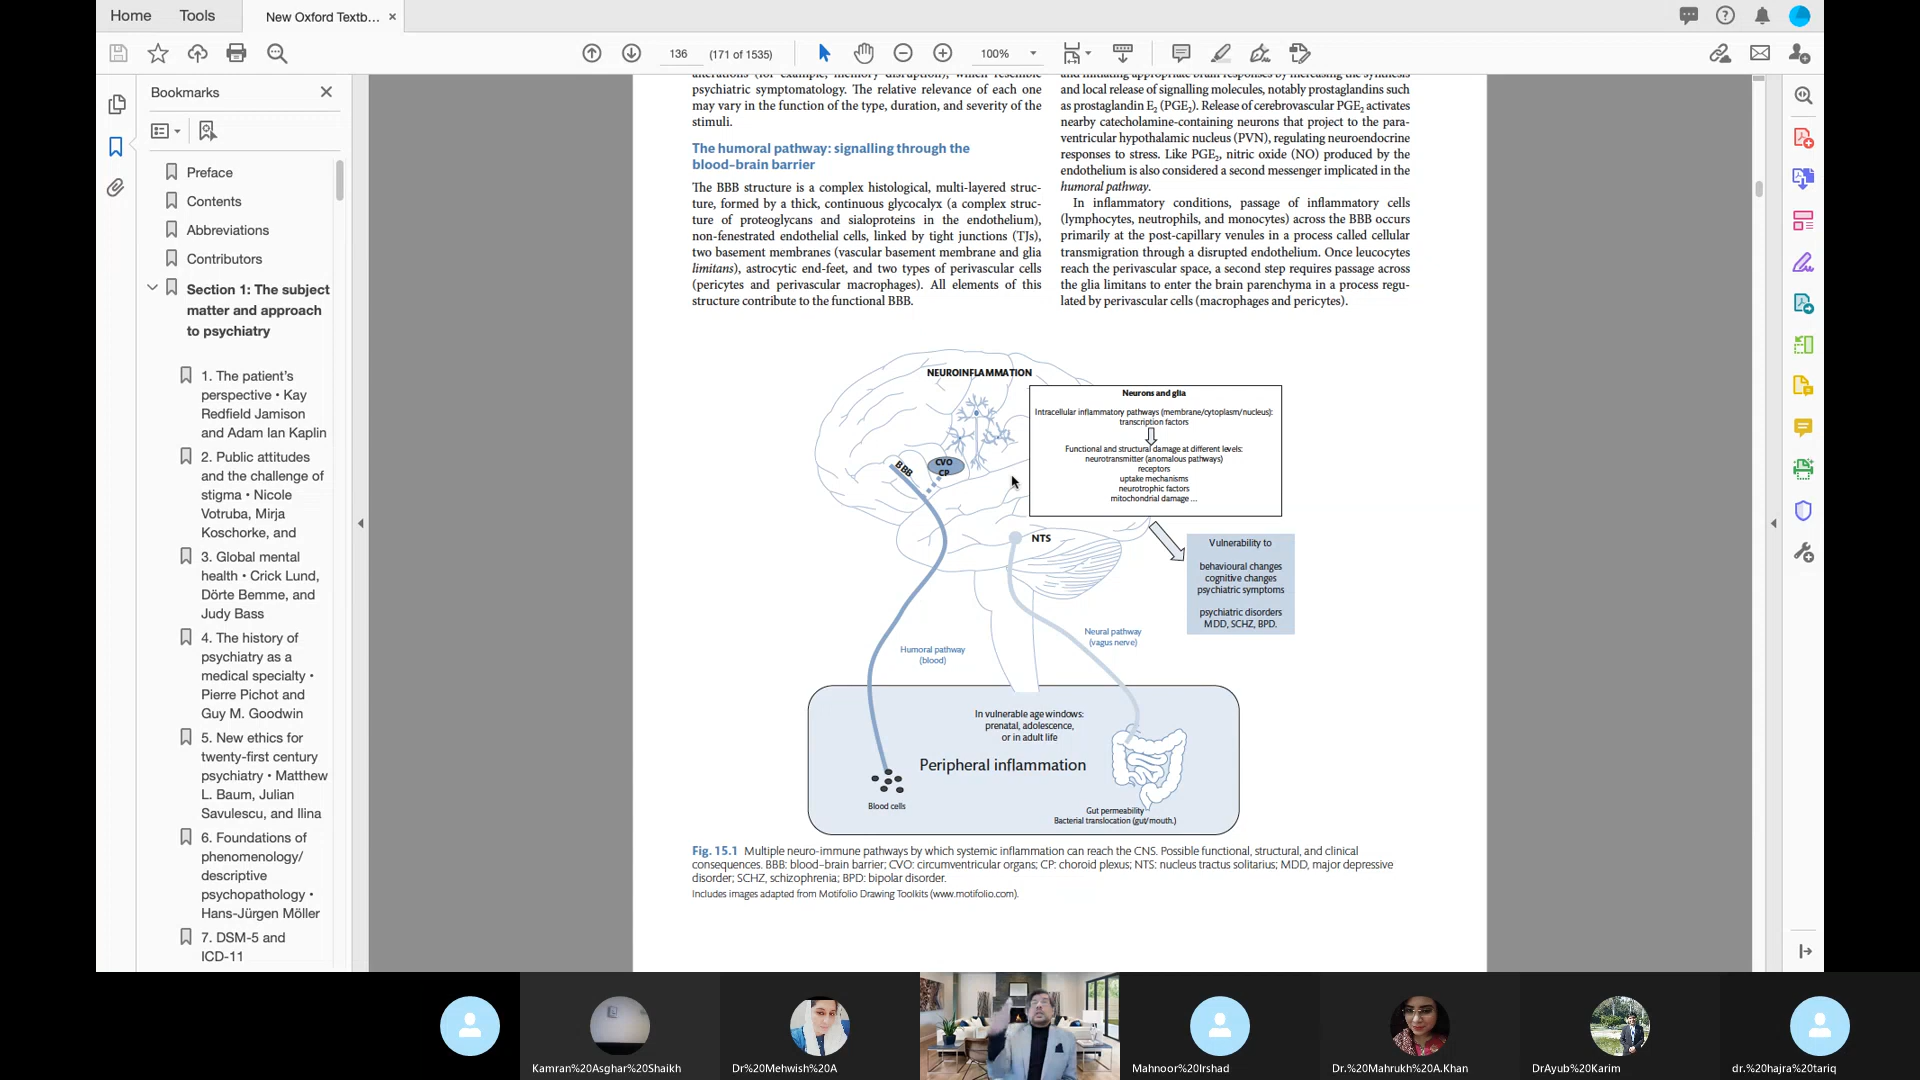 Home
Tools
New Oxford Textb...
136
(171 of 1535)
100%
Bookmarks
Preface
Contents
Abbreviations
Contributors
Section 1: The subject
matter and approach
to psychiatry
1. The patient's
perspective • Kay
Redfield Jamison
and Adam Ian Kaplin
2. Public attitudes
and the challenge of
stigma • Nicole
Votruba, Mirja
Koschorke, and
3. Global mental
health • Crick Lund,
Dörte Bemme, and
Judy Bass
4. The history of
psychiatry as a
medical specialty •
Pierre Pichot and
Guy M. Goodwin
5. New ethics for
twenty-first century
psychiatry • Matthew
L. Baum, Julian
Savulescu, and Ilina
6. Foundations of
phenomenology/
descriptive
psychopathology •
Hans-Jürgen Möller
7. DSM-5 and
ICD-11
alterations (for example, memory disruption), which resemble
psychiatric symptomatology. The relative relevance of each one
may vary in the function of the type, duration, and severity of the
stimuli.
The humoral pathway: signalling through the
blood–brain barrier
The BBB structure is a complex histological, multi-layered struc-
ture, formed by a thick, continuous glycocalyx (a complex struc-
ture of proteoglycans and sialoproteins in the endothelium),
non-fenestrated endothelial cells, linked by tight junctions (TJs),
two basement membranes (vascular basement membrane and glia
limitans), astrocytic end-feet, and two types of perivascular cells
(pericytes and perivascular macrophages). All elements of this
structure contribute to the functional BBB.
and initiating appropriate brain responses by increasing the synthesis
and local release of signalling molecules, notably prostaglandins such
as prostaglandin E2 (PGE2). Release of cerebrovascular PGE2 activates
nearby catecholamine-containing neurons that project to the para-
ventricular hypothalamic nucleus (PVN), regulating neuroendocrine
responses to stress. Like PGE2, nitric oxide (NO) produced by the
endothelium is also considered a second messenger implicated in the
humoral pathway.
In inflammatory conditions, passage of inflammatory cells
(lymphocytes, neutrophils, and monocytes) across the BBB occurs
primarily at the post-capillary venules in a process called cellular
transmigration through a disrupted endothelium. Once leucocytes
reach the perivascular space, a second step requires passage across
the glia limitans to enter the brain parenchyma in a process regu-
lated by perivascular cells (macrophages and pericytes).
NEUROINFLAMMATION
BBB
CVO
CP
Neurons and glia
Intracellular inflammatory pathways (membrane/cytoplasm/nucleus):
transcription factors
Functional and structural damage at different levels:
neurotransmitter (anomalous pathways)
receptors
uptake mechanisms
neurotrophic factors
mitochondrial damage ...
NTS
Vulnerability to
behavioural changes
cognitive changes
psychiatric symptoms
psychiatric disorders
MDD, SCHZ, BPD.
Humoral pathway
(blood)
Neural pathway
(vagus nerve)
In vulnerable age windows:
prenatal, adolescence,
or in adult life
Peripheral inflammation
Blood cells
Gut permeability
Bacterial translocation (gut/mouth.)
Fig. 15.1 Multiple neuro-immune pathways by which systemic inflammation can reach the CNS. Possible functional, structural, and clinical
consequences. BBB: blood–brain barrier; CVO: circumventricular organs; CP: choroid plexus; NTS: nucleus tractus solitarius; MDD, major depressive
disorder; SCHZ, schizophrenia; BPD: bipolar disorder.
Includes images adapted from Motifolio Drawing Toolkits (www.motifolio.com).
Kamran%20Asghar%20Shaikh
Dr%20Mehwish%20A
Mahnoor%20Irshad
Dr.%20Mahrukh%20A.Khan
DrAyub%20Karim
dr.%20hajra%20tariq